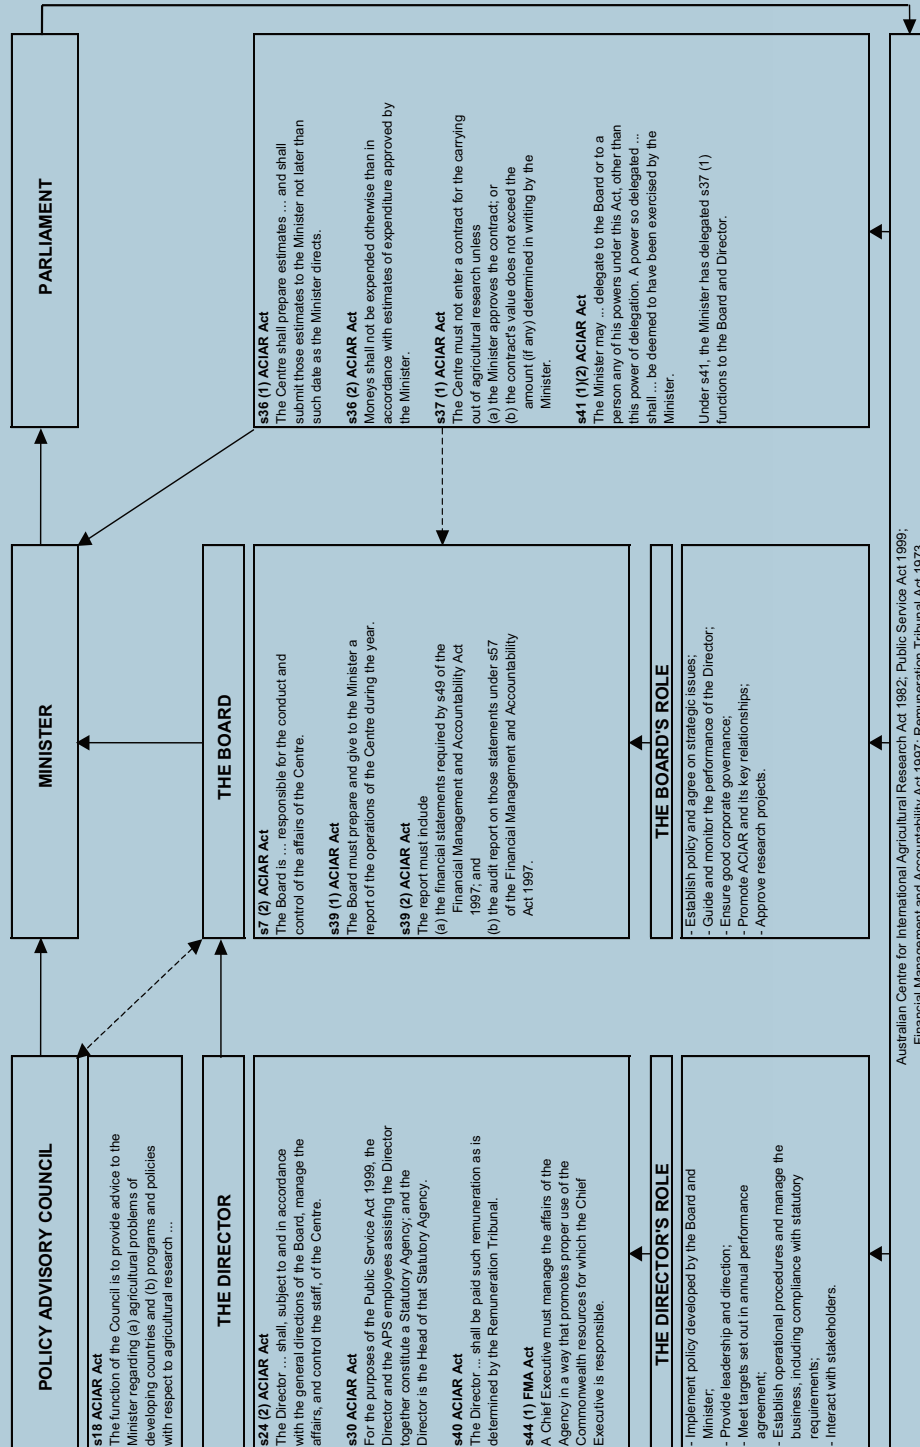 POLICY ADVISORY COUNCIL
s18 ACIAR Act
The function of the Council is to provide advice to the
Minister regarding (a) agricultural problems of
developing countries and (b) programs and policies
with respect to agricultural research ...
THE DIRECTOR
s24 (2) ACIAR Act
The Director ... shall, subject to and in accordance
with the general directions of the Board, manage the
affairs, and control the staff, of the Centre.
s30 ACIAR Act
For the purposes of the Public Service Act 1999, the
Director and the APS employees assisting the Director
together constitute a Statutory Agency; and the
Director is the Head of that Statutory Agency.
s40 ACIAR Act
The Director ... shall be paid such remuneration as is
determined by the Remuneration Tribunal.
s44 (1) FMA Act
A Chief Executive must manage the affairs of the
Agency in a way that promotes proper use of the
Commonwealth resources for which the Chief
Executive is responsible.
THE DIRECTOR'S ROLE
- Implement policy developed by the Board and
Minister;
- Provide leadership and direction;
- Meet targets set out in annual performance
agreement;
- Establish operational procedures and manage the
business, including compliance with statutory
requirements;
- Interact with stakeholders.
MINISTER
THE BOARD
s7 (2) ACIAR Act
The Board is ... responsible for the conduct and
control of the affairs of the Centre.
s39 (1) ACIAR Act
The Board must prepare and give to the Minister a
report of the operations of the Centre during the year.
s39 (2) ACIAR Act
The report must include
(a) the financial statements required by s49 of the
Financial Management and Accountability Act
1997; and
(b) the audit report on those statements under s57
of the Financial Management and Accountability
Act 1997.
THE BOARD'S ROLE
- Establish policy and agree on strategic issues;
- Guide and monitor the performance of the Director;
- Ensure good corporate governance;
- Promote ACIAR and its key relationships;
- Approve research projects.
PARLIAMENT
s36 (1) ACIAR Act
The Centre shall prepare estimates ... and shall
submit those estimates to the Minister not later than
such date as the Minister directs.
s36 (2) ACIAR Act
Moneys shall not be expended otherwise than in
accordance with estimates of expenditure approved by
the Minister.
s37 (1) ACIAR Act
The Centre must not enter a contract for the carrying
out of agricultural research unless
(a) the Minister approves the contract; or
(b) the contract's value does not exceed the
amount (if any) determined in writing by the
Minister.
s41 (1)(2) ACIAR Act
The Minister may ... delegate to the Board or to a
person any of his powers under this Act, other than
this power of delegation. A power so delegated ...
shall ... be deemed to have been exercised by the
Minister.
Under s41, the Minister has delegated s37 (1)
functions to the Board and Director.
Australian Centre for International Agricultural Research Act 1982; Public Service Act 1999;
Financial Management and Accountability Act 1997; Remuneration Tribunal Act 1973